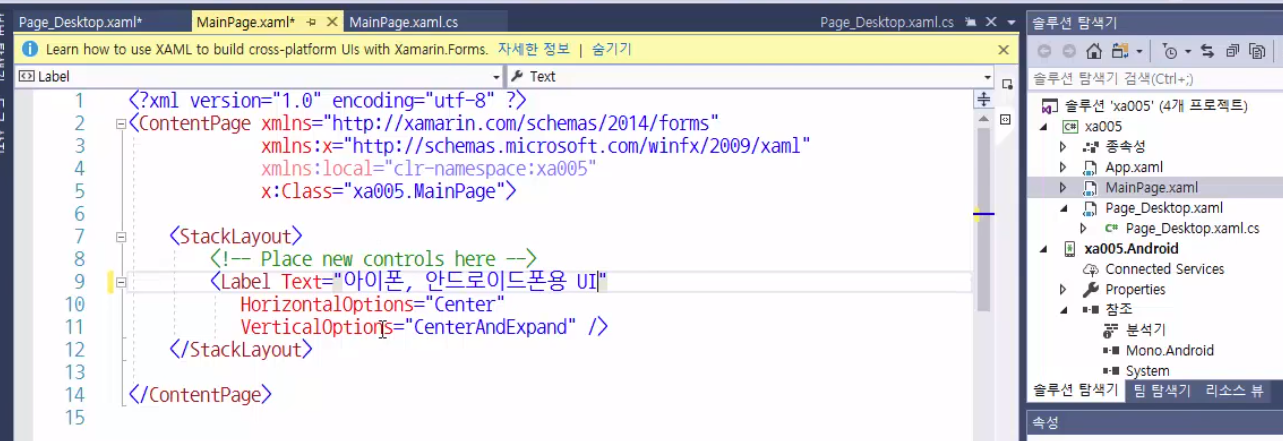 Page_Desktop.xaml*
MainPage.xaml*
MainPage.xaml.cs
Page_Desktop.xaml.cs
Learn how to use XAML to build cross-platform UIs with Xamarin.Forms. 자세한 정보 | 숨기기
Label
Text
1 <?xml version="1.0" encoding="utf-8" ?>
2 <ContentPage xmlns="http://xamarin.com/schemas/2014/forms"
3 xmlns:x="http://schemas.microsoft.com/winfx/2009/xaml"
4 xmlns:local="clr-namespace:xa005"
5 x:Class="xa005.MainPage">
6
7 <StackLayout>
8 <!-- Place new controls here -->
9 <Label Text="아이폰, 안드로이드폰용 UI"
10 HorizontalOptions="Center"
11 VerticalOptions="CenterAndExpand" />
12 </StackLayout>
13
14 </ContentPage>
15
솔루션 탐색기
솔루션 탐색기 검색(Ctrl+;)
솔루션 'xa005' (4개 프로젝트)
C# xa005
종속성
App.xaml
MainPage.xaml
Page_Desktop.xaml
C# Page_Desktop.xaml.cs
xa005.Android
Connected Services
Properties
참조
분석기
Mono.Android
System
솔루션 탐색기 팀 탐색기 리소스 뷰
속성